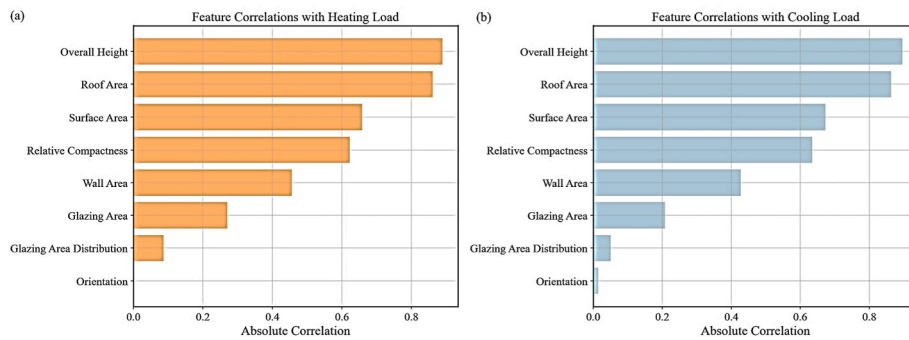 (a)
Feature Correlations with Heating Load
Overall Height
Roof Area
Surface Area
Relative Compactness
Wall Area
Glazing Area
Glazing Area Distribution
Orientation
0.0 0.2 0.4 0.6 0.8
Absolute Correlation
(b)
Feature Correlations with Cooling Load
Overall Height
Roof Area
Surface Area
Relative Compactness
Wall Area
Glazing Area
Glazing Area Distribution
Orientation
0.0 0.2 0.4 0.6 0.8
Absolute Correlation